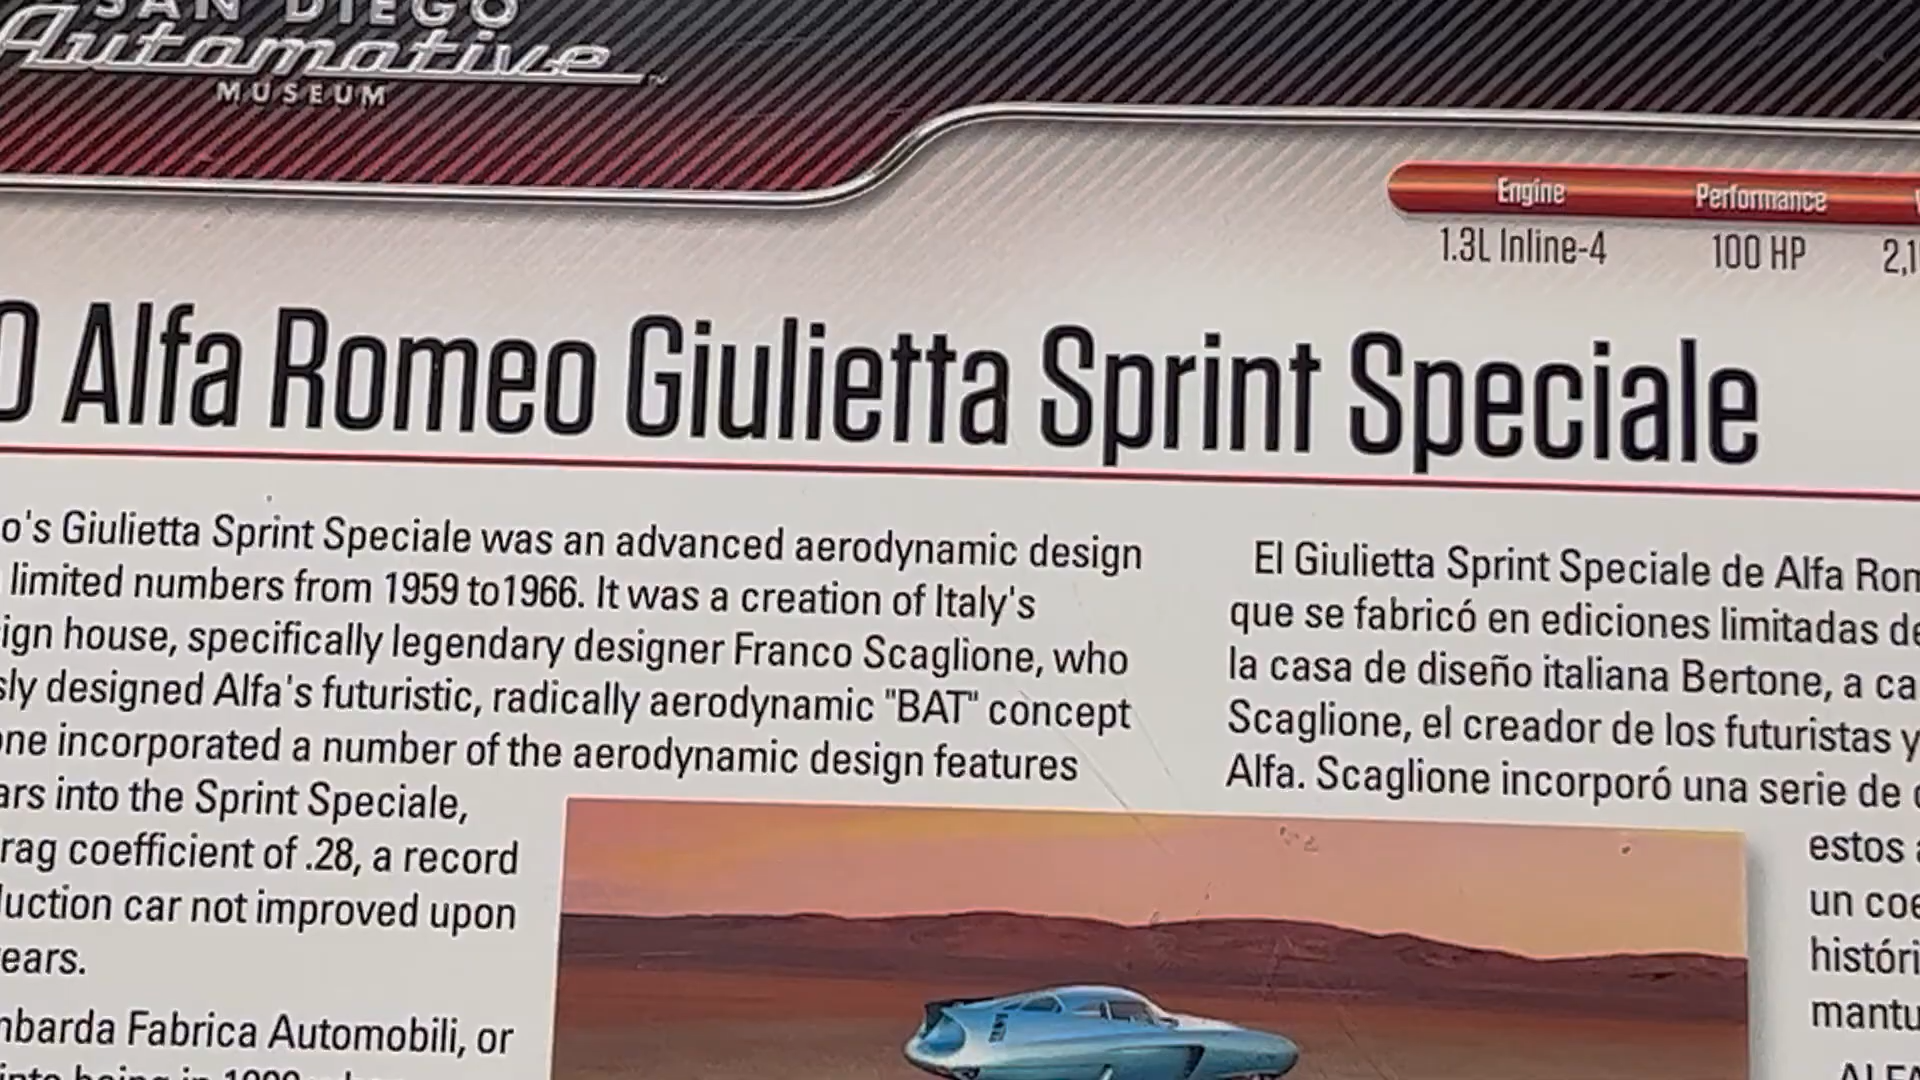 SAN DIEGO
Automotive
MUSEUM
Engine Performance
1.3L Inline-4 100 HP 2,1
0 Alfa Romeo Giulietta Sprint Speciale
o's Giulietta Sprint Speciale was an advanced aerodynamic design
limited numbers from 1959 to1966. It was a creation of Italy's
ign house, specifically legendary designer Franco Scaglione, who
sly designed Alfa's futuristic, radically aerodynamic "BAT" concept
one incorporated a number of the aerodynamic design features
ars into the Sprint Speciale,
rag coefficient of .28, a record
duction car not improved upon
ears.
mbarda Fabrica Automobili, or
El Giulietta Sprint Speciale de Alfa Rom
que se fabricó en ediciones limitadas de
la casa de diseño italiana Bertone, a ca
Scaglione, el creador de los futuristas y
Alfa. Scaglione incorporó una serie de
estos
un coe
históri
mantu